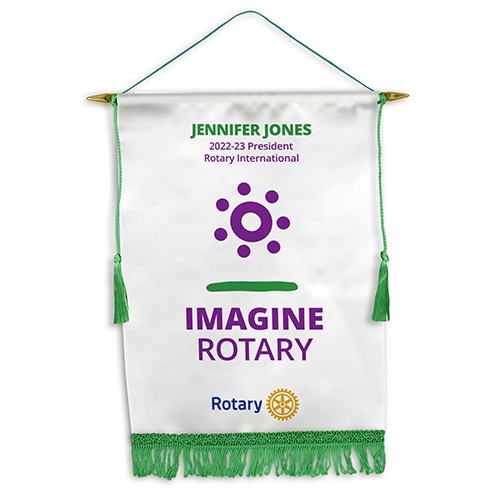 JENNIFER JONES
2022-23 President
Rotary International
IMAGINE
ROTARY
Rotary